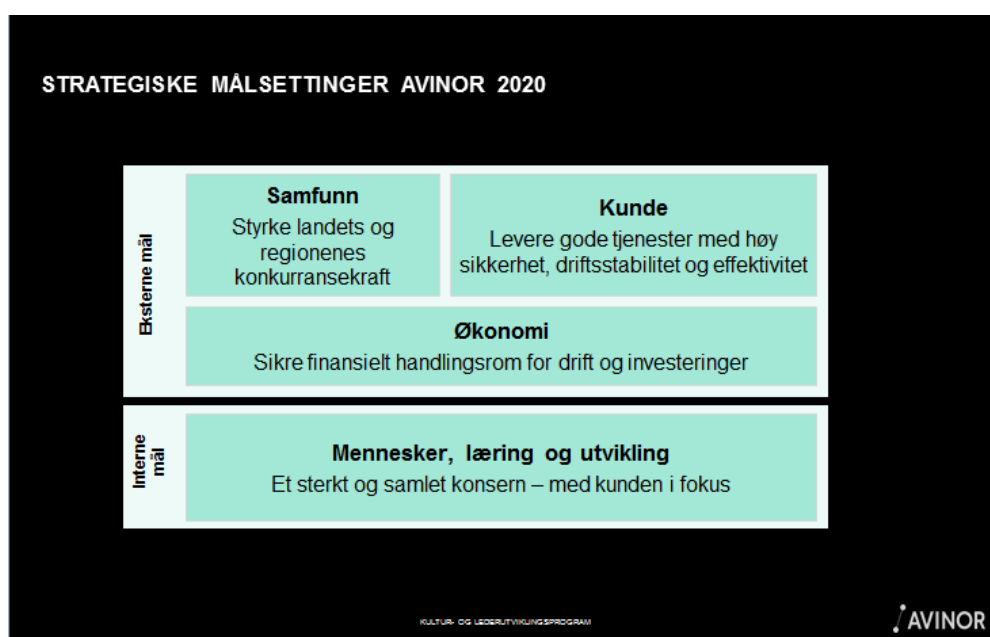 STRATEGISKE MÅLSETTINGER AVINOR 2020
Eksterne mål
Samfunn
Styrke landets og
regionenes
konkurransekraft
Kunde
Levere gode tjenester med høy
sikkerhet, driftsstabilitet og effektivitet
Økonomi
Sikre finansielt handlingsrom for drift og investeringer
Interne
mål
Mennesker, læring og utvikling
Et sterkt og samlet konsern – med kunden i fokus
KULTUR- OG LEDERUTVIKLINGSPROGRAM
AVINOR